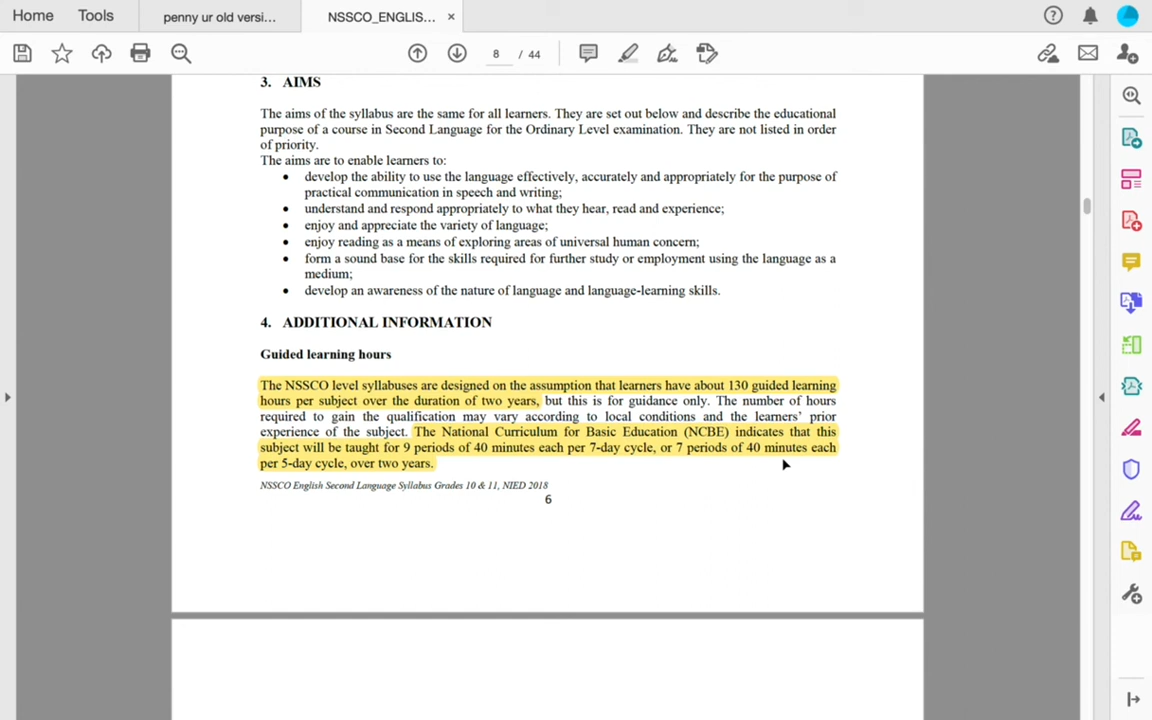 Home Tools penny ur old versi... NSSCO_ENGLIS... ×
8 / 44
3. AIMS
The aims of the syllabus are the same for all learners. They are set out below and describe the educational
purpose of a course in Second Language for the Ordinary Level examination. They are not listed in order
of priority.
The aims are to enable learners to:
• develop the ability to use the language effectively, accurately and appropriately for the purpose of
practical communication in speech and writing;
• understand and respond appropriately to what they hear, read and experience;
• enjoy and appreciate the variety of language;
• enjoy reading as a means of exploring areas of universal human concern;
• form a sound base for the skills required for further study or employment using the language as a
medium;
• develop an awareness of the nature of language and language-learning skills.
4. ADDITIONAL INFORMATION
Guided learning hours
The NSSCO level syllabuses are designed on the assumption that learners have about 130 guided learning
hours per subject over the duration of two years, but this is for guidance only. The number of hours
required to gain the qualification may vary according to local conditions and the learners' prior
experience of the subject. The National Curriculum for Basic Education (NCBE) indicates that this
subject will be taught for 9 periods of 40 minutes each per 7-day cycle, or 7 periods of 40 minutes each
per 5-day cycle, over two years.
NSSCO English Second Language Syllabus Grades 10 & 11, NIED 2018
6